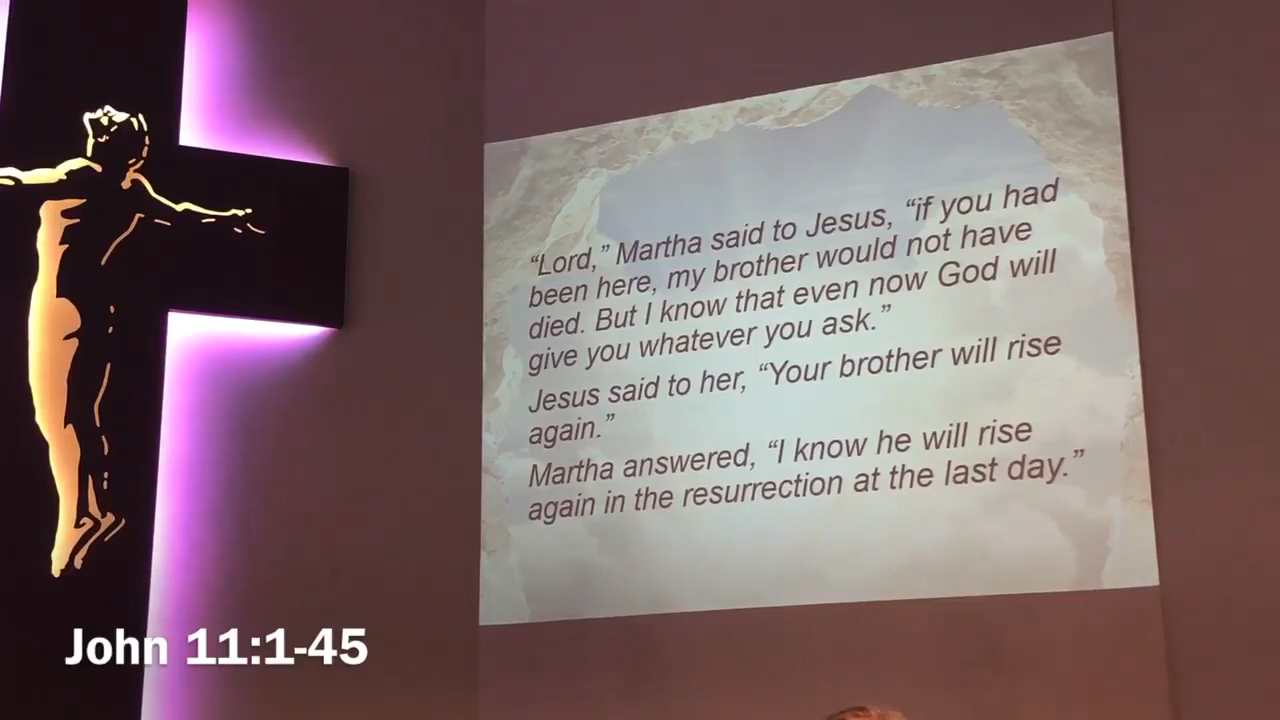 “Lord,” Martha said to Jesus, “if you had
been here, my brother would not have
died. But I know that even now God will
give you whatever you ask.”
Jesus said to her, “Your brother will rise
again.”
Martha answered, “I know he will rise
again in the resurrection at the last day.”
John 11:1-45